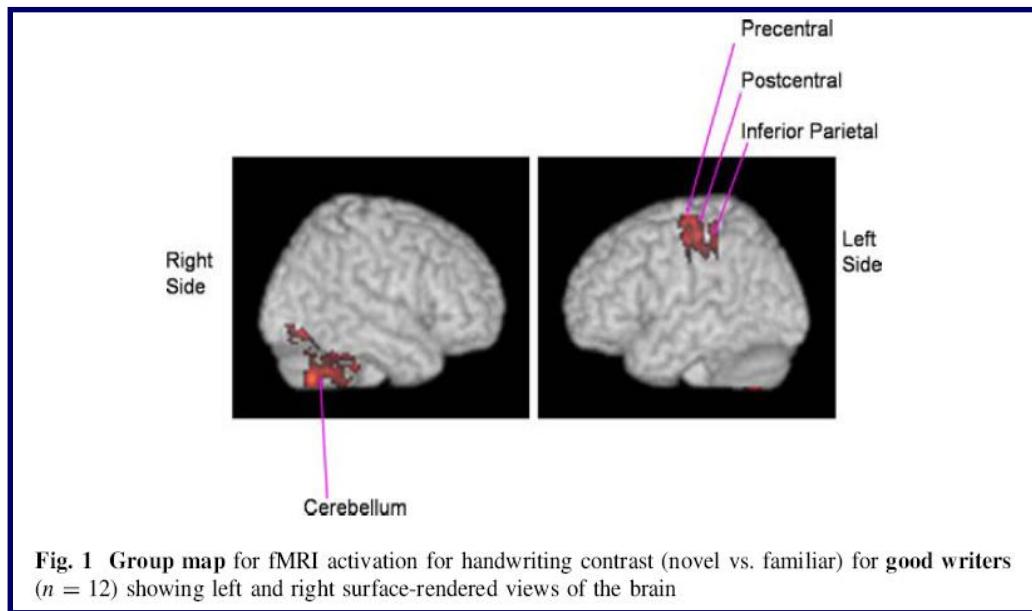 Precentral
Postcentral
Inferior Parietal
Right
Side
Left
Side
Cerebellum
Fig. 1 Group map for fMRI activation for handwriting contrast (novel vs. familiar) for good writers
(n = 12) showing left and right surface-rendered views of the brain